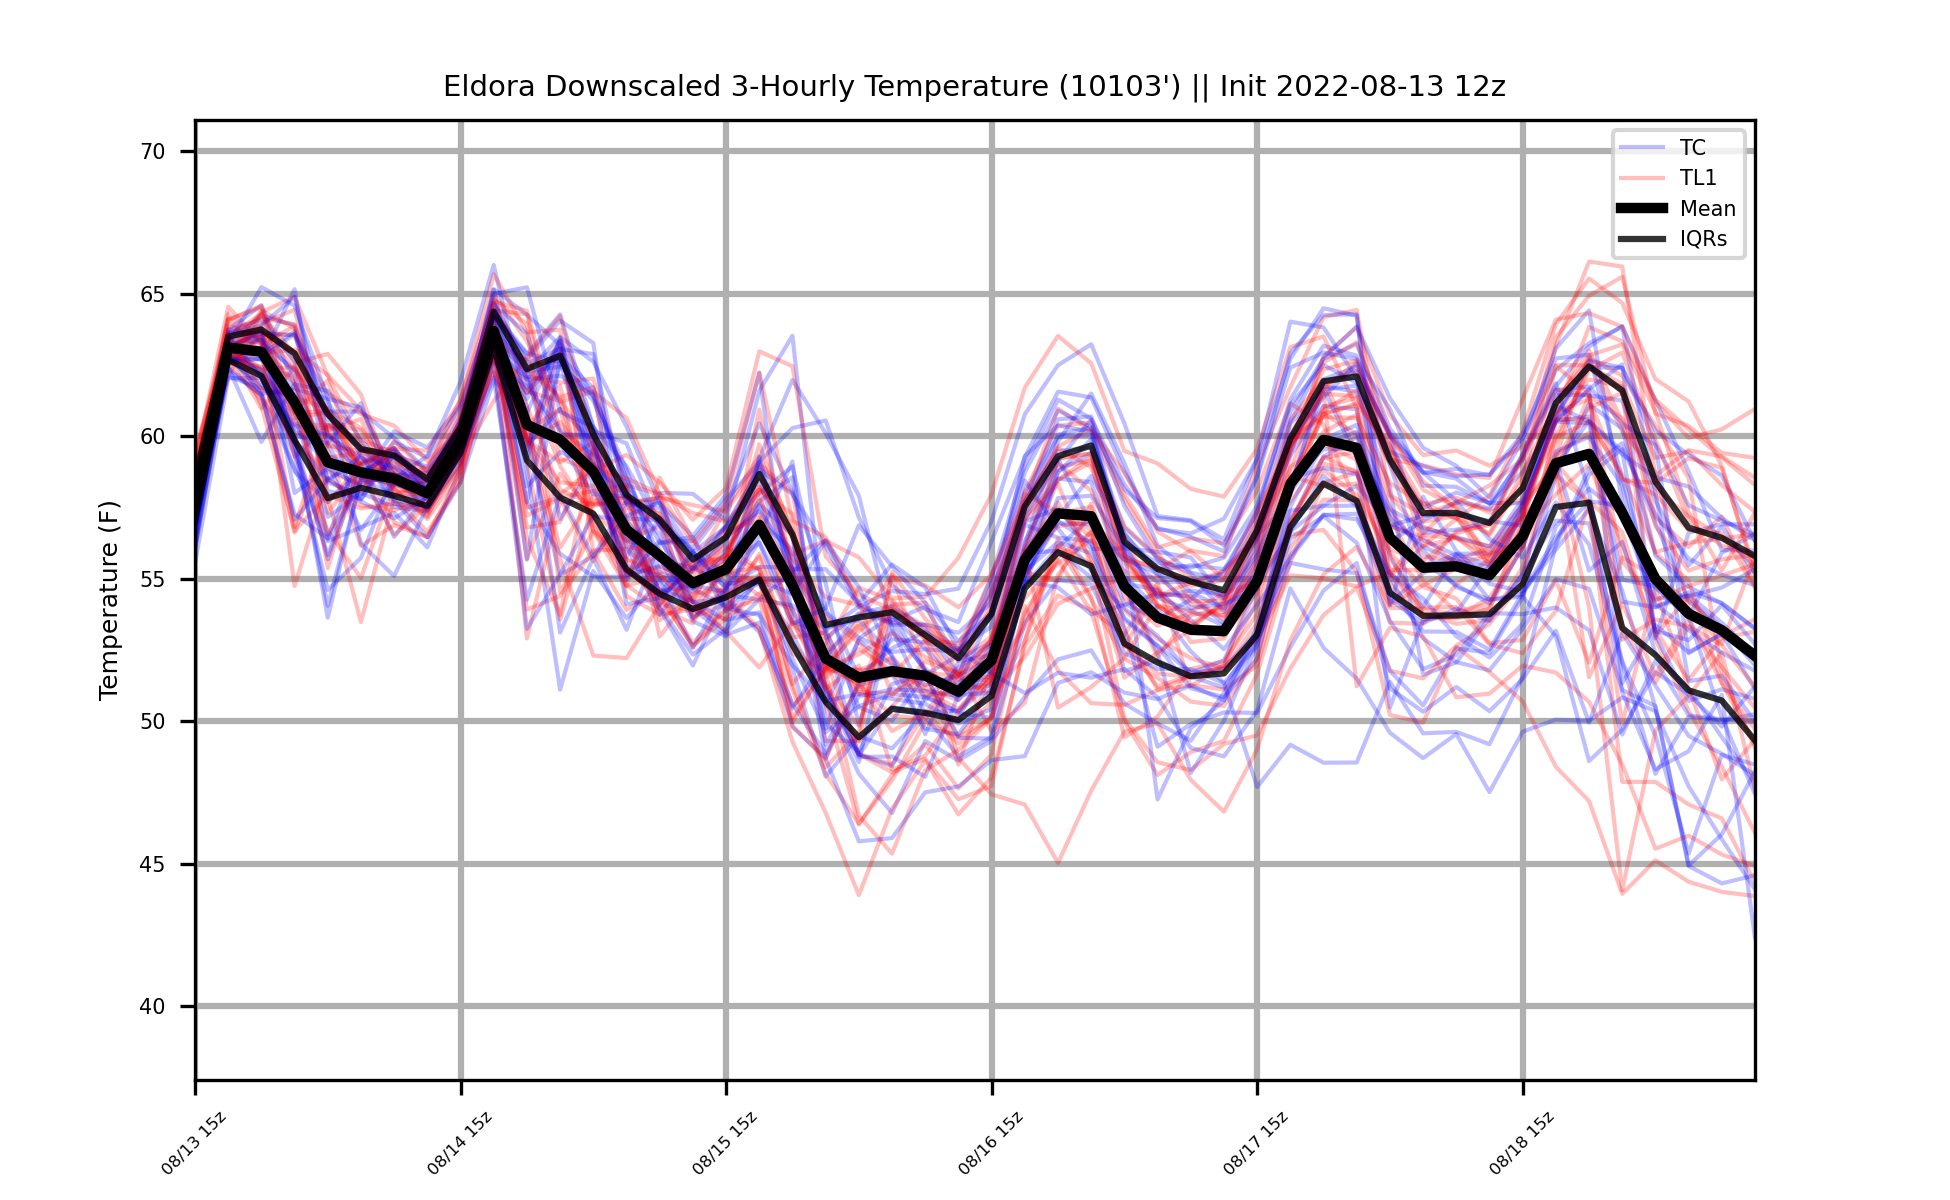 Eldora Downscaled 3-Hourly Temperature (10103') || Init 2022-08-13 12z
Temperature (F)
70
65
60
55
50
45
40
TC
TL1
Mean
IQRs
08/13 15z
08/14 15z
08/15 15z
08/16 15z
08/17 15z
08/18 15z